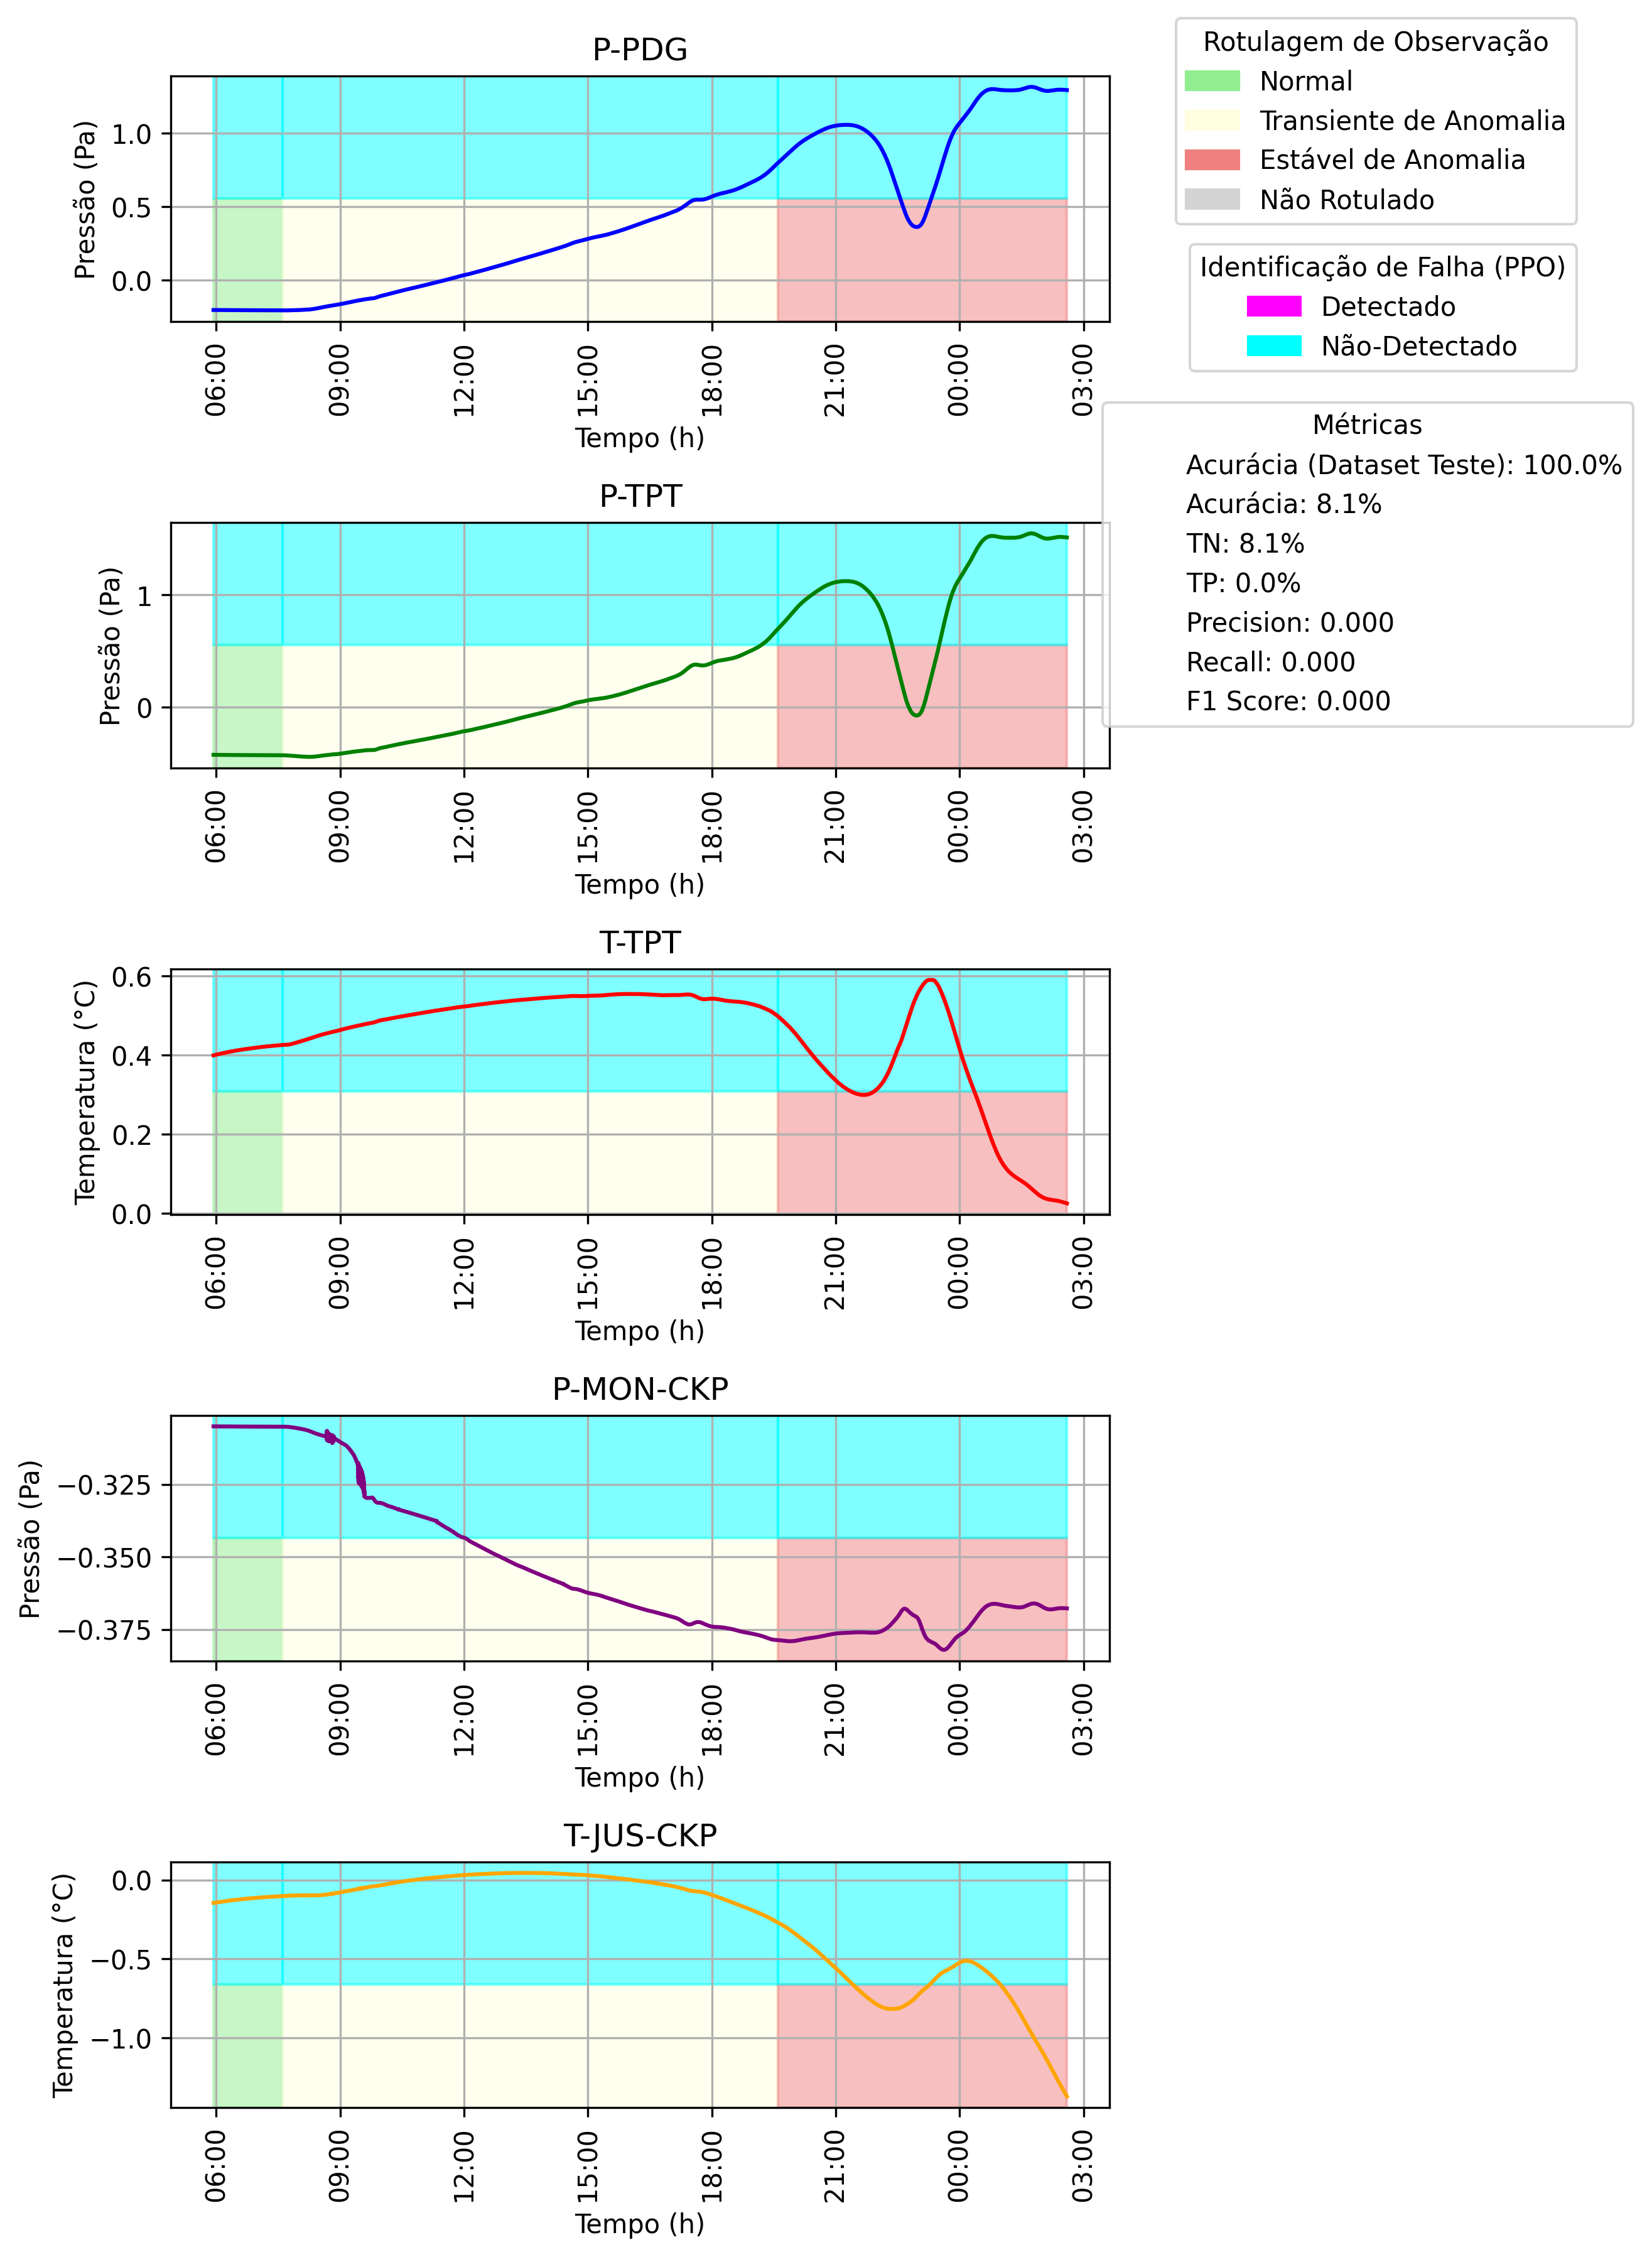 P-PDG
Pressão (Pa)
1.0
0.5
0.0
06:00
09:00
12:00
15:00
18:00
21:00
00:00
03:00
Tempo (h)
Rotulagem de Observação
Normal
Transiente de Anomalia
Estável de Anomalia
Não Rotulado
Identificação de Falha (PPO)
Detectado
Não-Detectado
Métricas
Acurácia (Dataset Teste): 100.0%
Acurácia: 8.1%
TN: 8.1%
TP: 0.0%
Precision: 0.000
Recall: 0.000
F1 Score: 0.000
P-TPT
Pressão (Pa)
1
0
06:00
09:00
12:00
15:00
18:00
21:00
00:00
03:00
Tempo (h)
T-TPT
Temperatura (°C)
0.6
0.4
0.2
0.0
06:00
09:00
12:00
15:00
18:00
21:00
00:00
03:00
Tempo (h)
P-MON-CKP
Pressão (Pa)
−0.325
−0.350
−0.375
06:00
09:00
12:00
15:00
18:00
21:00
00:00
03:00
Tempo (h)
T-JUS-CKP
Temperatura (°C)
0.0
−0.5
−1.0
06:00
09:00
12:00
15:00
18:00
21:00
00:00
03:00
Tempo (h)